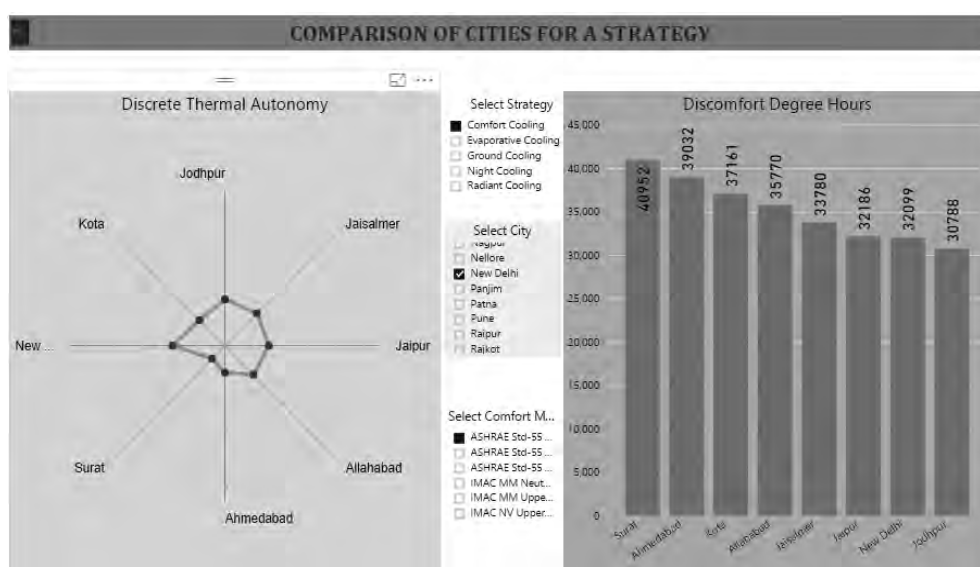 COMPARISON OF CITIES FOR A STRATEGY
Discrete Thermal Autonomy
Jodhpur
Kota
Jaisalmer
New ...
Jaipur
Surat
Allahabad
Ahmedabad
Select Strategy
Comfort Cooling
Evaporative Cooling
Ground Cooling
Night Cooling
Radiant Cooling
Select City
Nagpur
Nellore
New Delhi
Panjim
Patna
Pune
Raipur
Rajkot
Select Comfort M...
ASHRAE Std-55 ...
ASHRAE Std-55 ...
ASHRAE Std-55 ...
IMAC MM Neut...
IMAC MM Uppe...
IMAC NV Upper...
Discomfort Degree Hours
45,000
40,000
35,000
30,000
25,000
20,000
15,000
10,000
5,000
0
40952
39032
37161
35770
33780
32186
32099
30788
Surat
Ahmedabad
Kota
Allahabad
Jaisalmer
Jaipur
New Delhi
Jodhpur